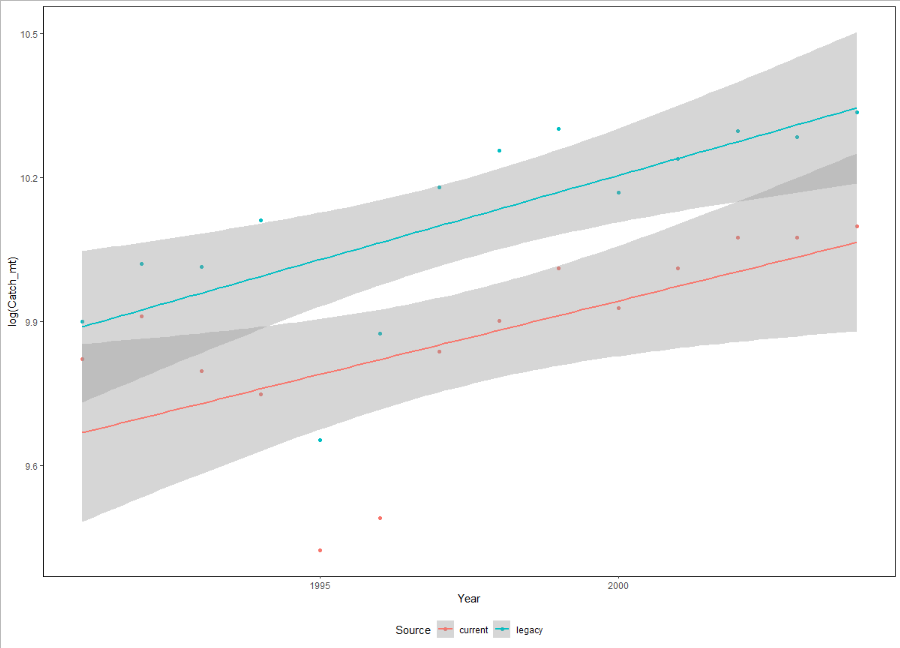 10.5
10.2
9.9
9.6
log(Catch_mt)
1995 2000
Year
Source current legacy